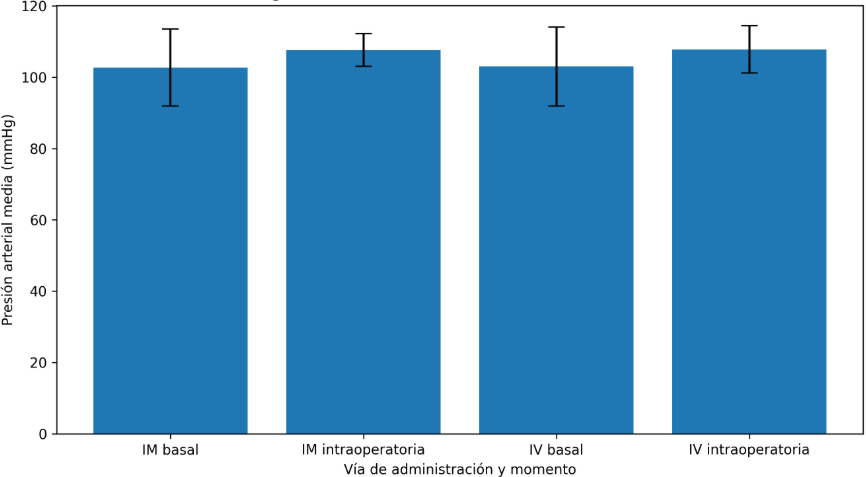 120
100
80
60
40
20
0
Presión arterial media (mmHg)
IM basal
IM intraoperatoria
IV basal
IV intraoperatoria
Vía de administración y momento